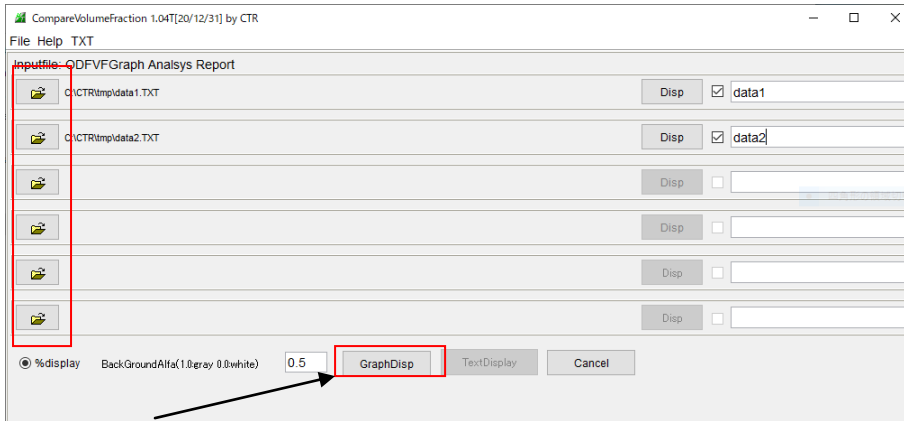 CompareVolumeFraction 1.04T[20/12/31] by CTR
File Help TXT
Inputfile: ODFVFGraph Analsys Report
C:\CTR\tmp\data1.TXT Disp data1
C:\CTR\tmp\data2.TXT Disp data2
Disp
Disp
Disp
Disp
%display BackGroundAlfa(1.0:gray 0.0:white) 0.5 GraphDisp TextDisplay Cancel